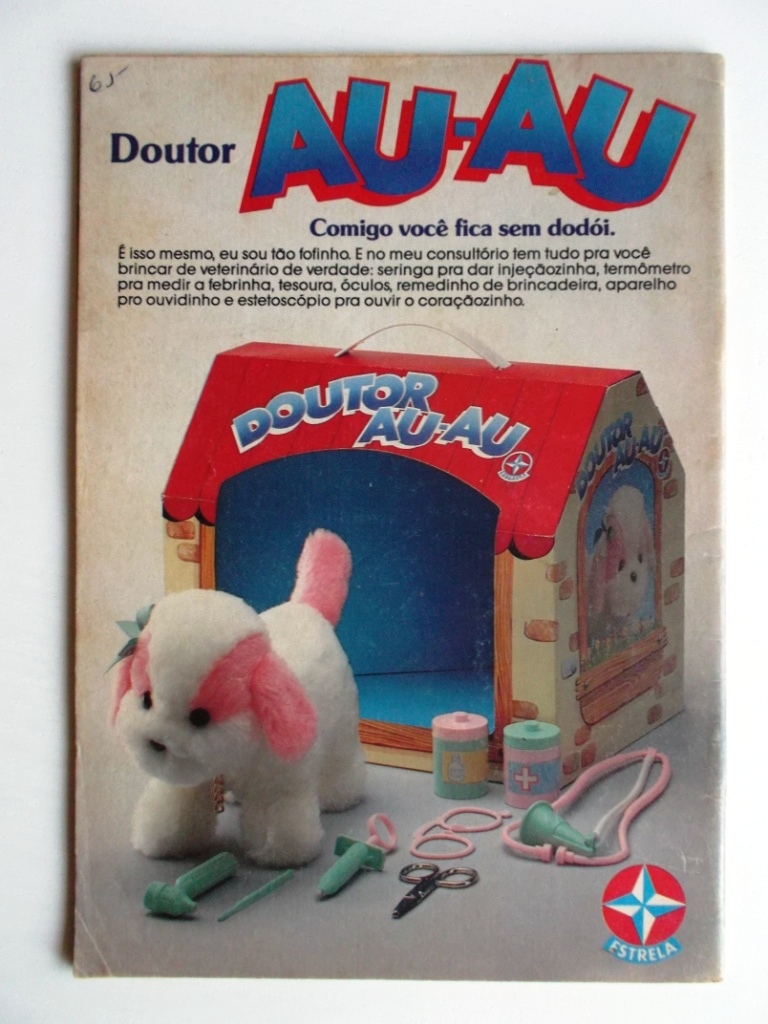 65-
Doutor AU-AU
Comigo você fica sem dodói.
É isso mesmo, eu sou tão fofinho. E no meu consultório tem tudo pra você
brincar de veterinário de verdade: seringa pra dar injeçãozinha, termômetro
pra medir a febrinha, tesoura, óculos, remedinho de brincadeira, aparelho
pro ouvidinho e estetoscópio pra ouvir o coraçãozinho.
DOUTOR
AU-AU
ESTRELA
DOUTOR
AU-AU
ESTRELA